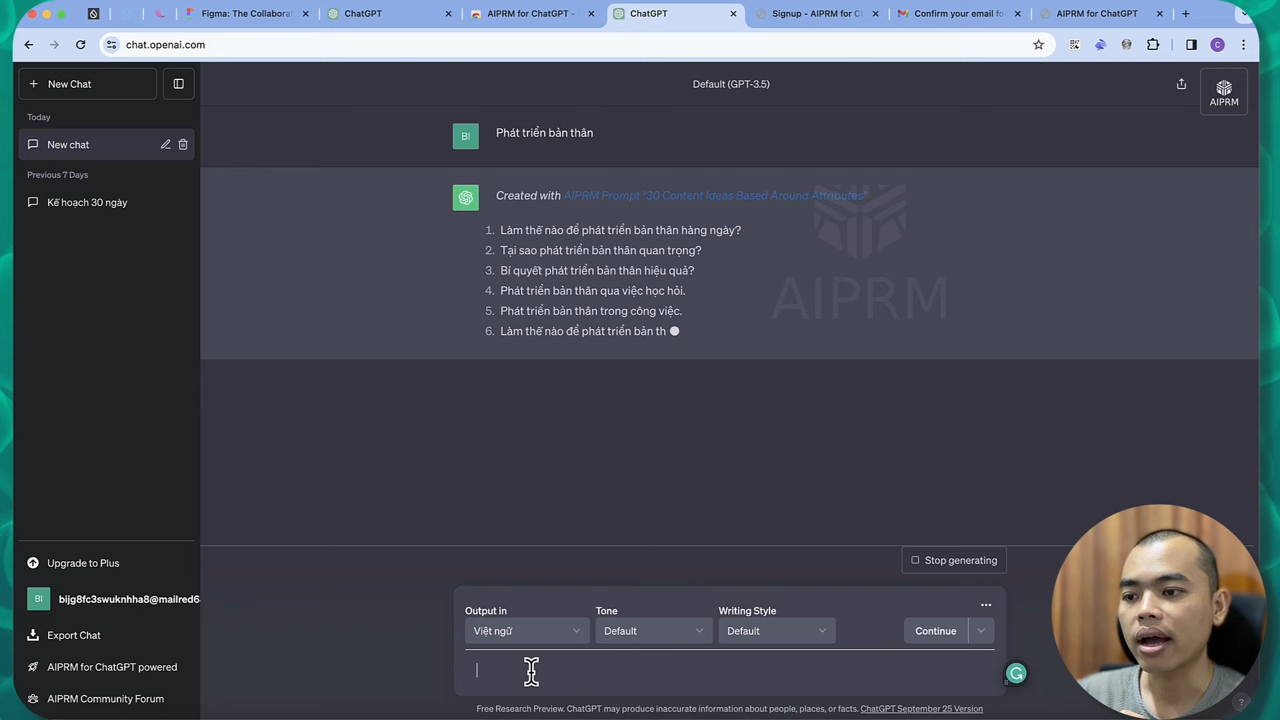 Figma: The Collabora
ChatGPT
AIPRM for ChatGPT -
ChatGPT
Signup - AIPRM for C
Confirm your email fo
AIPRM for ChatGPT
chat.openai.com
C
New Chat
Default (GPT-3.5)
AIPRM
Today
New chat
BI
Phát triển bản thân
Previous 7 Days
Kế hoạch 30 ngày
Created with AIPRM Prompt "30 Content Ideas Based Around Attributes"
1. Làm thế nào để phát triển bản thân hàng ngày?
2. Tại sao phát triển bản thân quan trọng?
3. Bí quyết phát triển bản thân hiệu quả?
4. Phát triển bản thân qua việc học hỏi.
5. Phát triển bản thân trong công việc.
6. Làm thế nào để phát triển bản th
AIPRM
Stop generating
Upgrade to Plus
BI
bijg8fc3swuknhha8@mailred6
Export Chat
AIPRM for ChatGPT powered
AIPRM Community Forum
Output in
Tone
Writing Style
Việt ngữ
Default
Default
Continue
Free Research Preview. ChatGPT may produce inaccurate information about people, places, or facts. ChatGPT September 25 Version
?